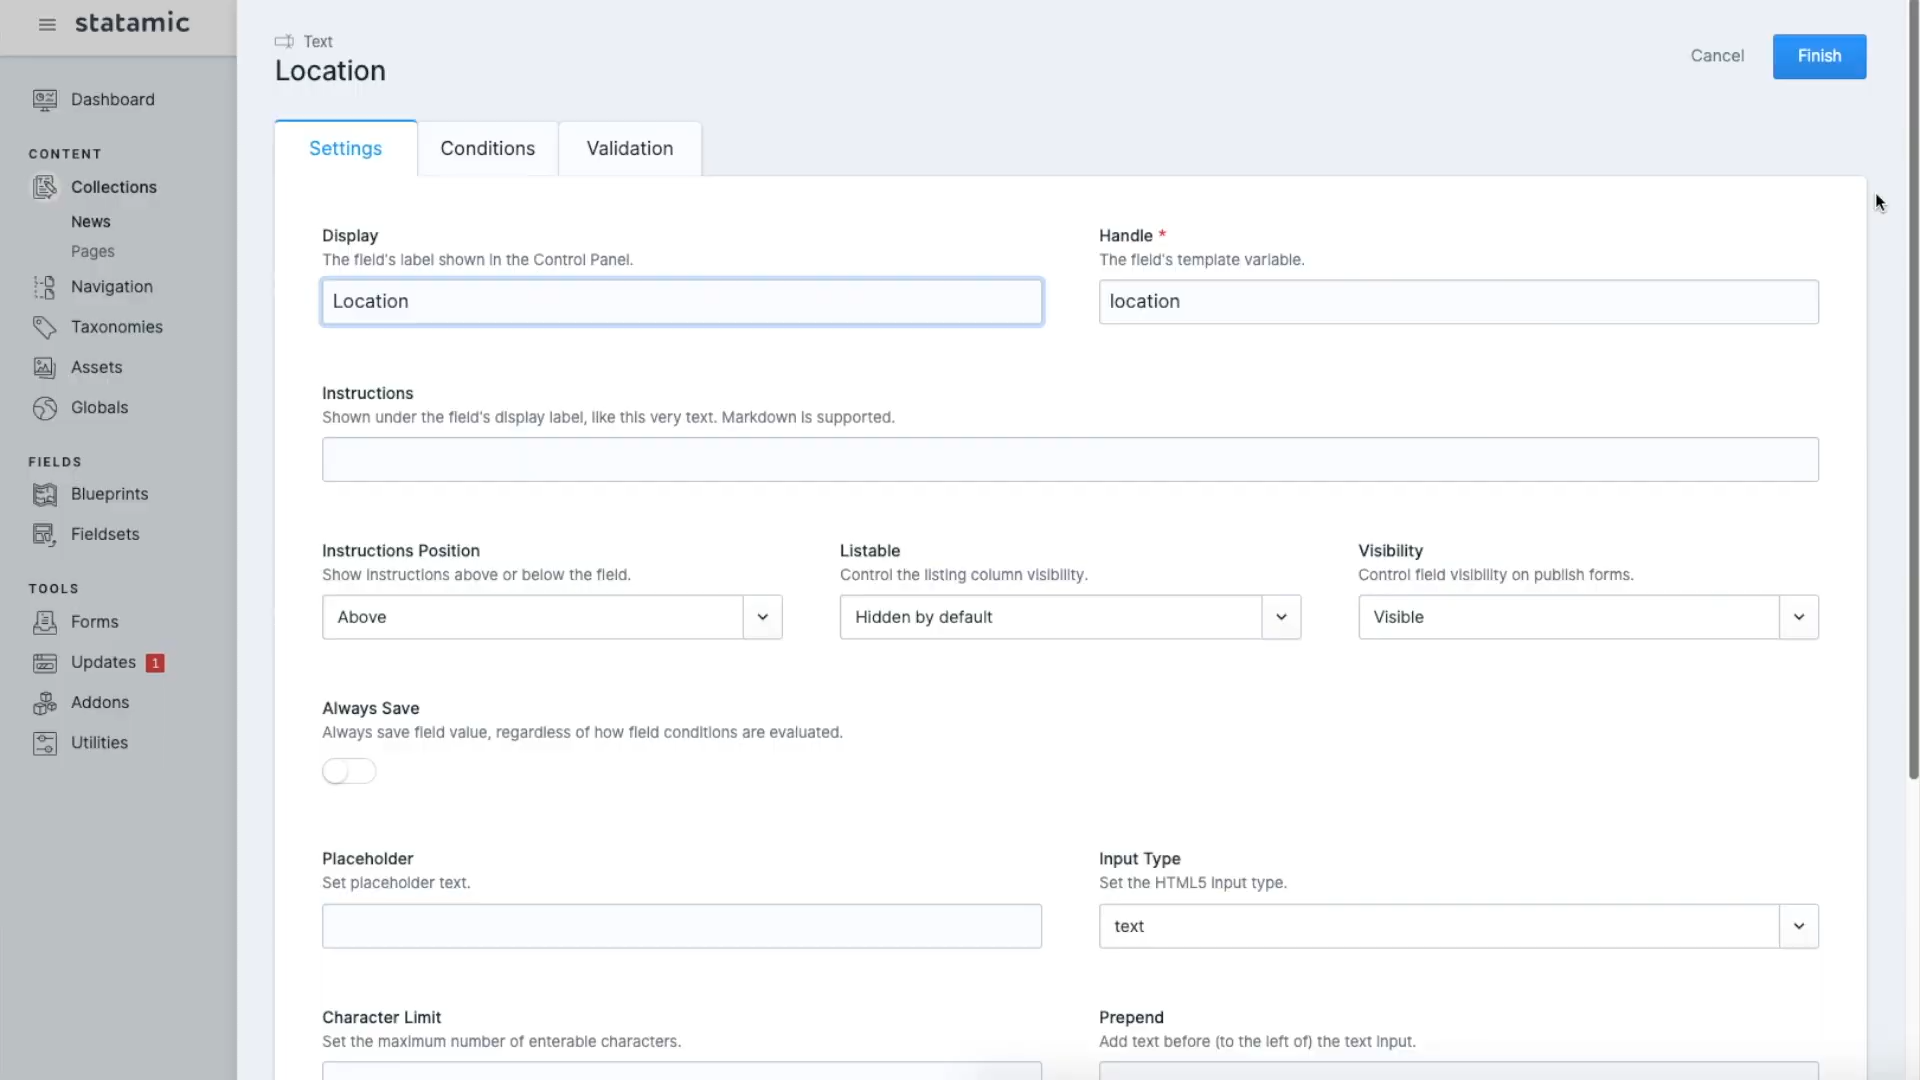 statamic
Dashboard
CONTENT
Collections
News
Pages
Navigation
Taxonomies
Assets
Globals
FIELDS
Blueprints
Fieldsets
TOOLS
Forms
Updates 1
Addons
Utilities
Text
Location
Cancel
Finish
Settings
Conditions
Validation
Display
The field's label shown in the Control Panel.
Location
Handle *
The field's template variable.
location
Instructions
Shown under the field's display label, like this very text. Markdown is supported.
Instructions Position
Show instructions above or below the field.
Above
Listable
Control the listing column visibility.
Hidden by default
Visibility
Control field visibility on publish forms.
Visible
Always Save
Always save field value, regardless of how field conditions are evaluated.
Placeholder
Set placeholder text.
Input Type
Set the HTML5 input type.
text
Character Limit
Set the maximum number of enterable characters.
Prepend
Add text before (to the left of) the text input.